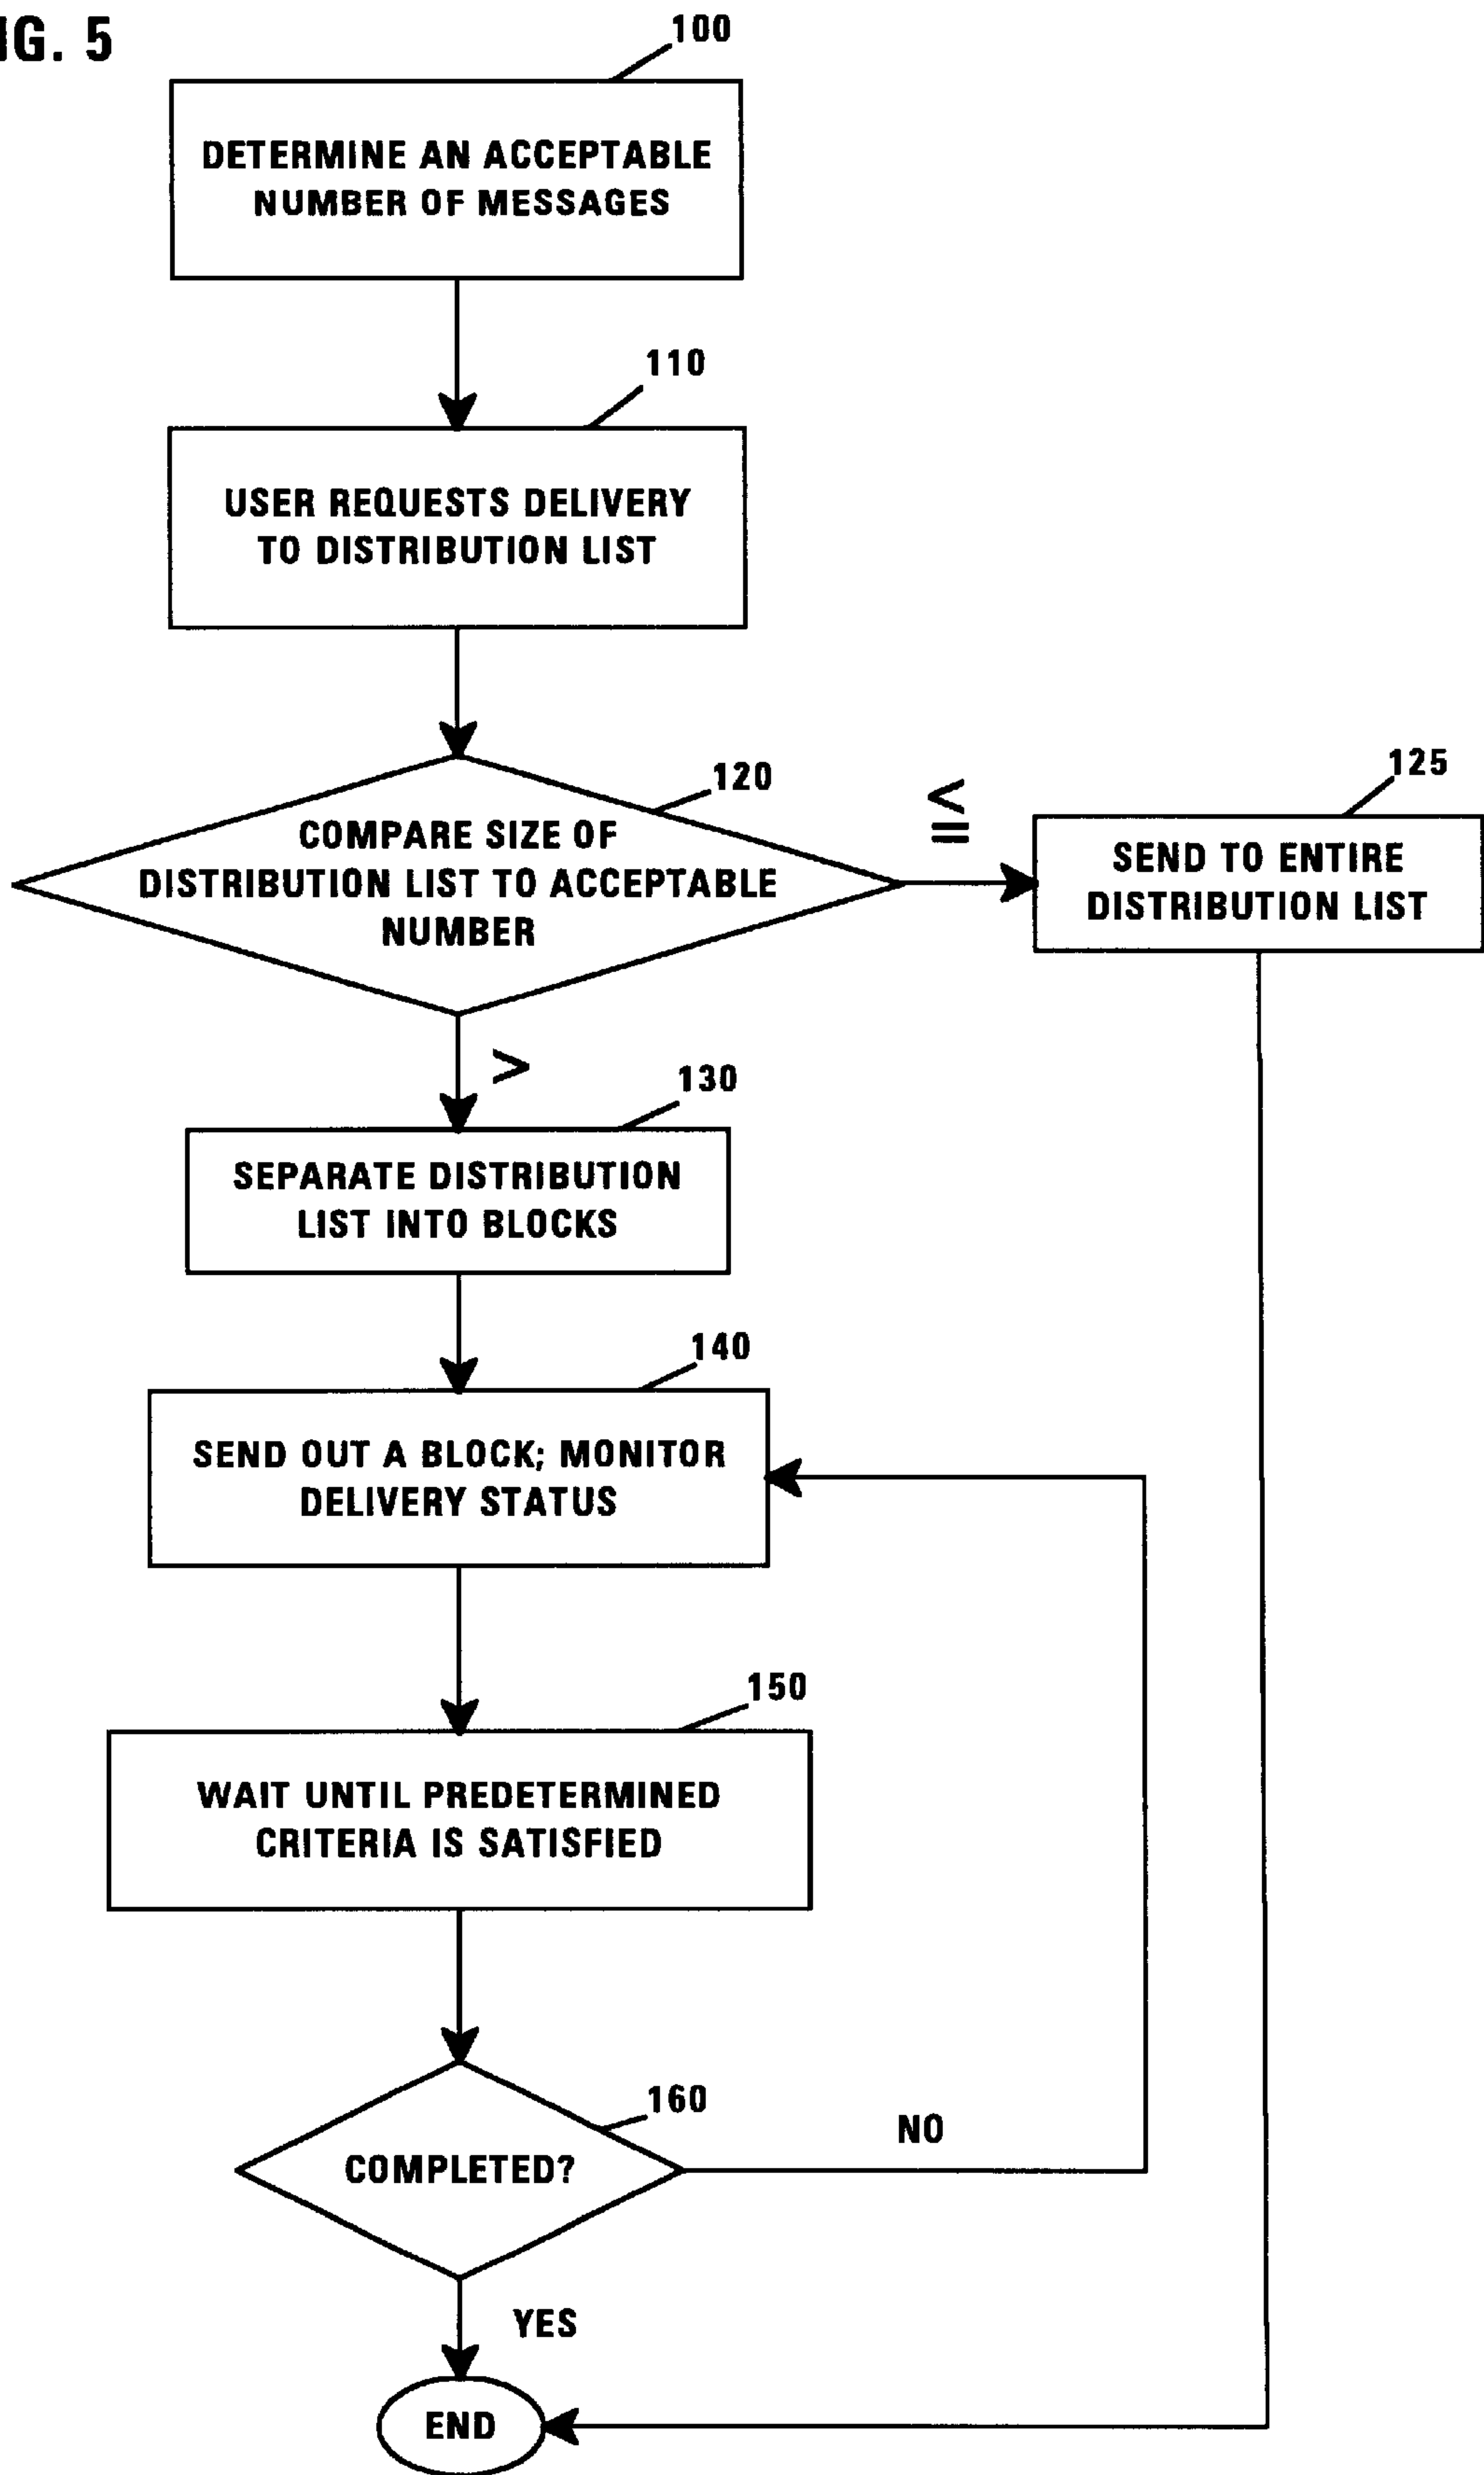 IG. 5
100
DETERMINE AN ACCEPTABLE
NUMBER OF MESSAGES
110
USER REQUESTS DELIVERY
TO DISTRIBUTION LIST
120
COMPARE SIZE OF
DISTRIBUTION LIST TO ACCEPTABLE
NUMBER
≦
125
SEND TO ENTIRE
DISTRIBUTION LIST
>
130
SEPARATE DISTRIBUTION
LIST INTO BLOCKS
140
SEND OUT A BLOCK; MONITOR
DELIVERY STATUS
150
WAIT UNTIL PREDETERMINED
CRITERIA IS SATISFIED
160
COMPLETED?
NO
YES
END